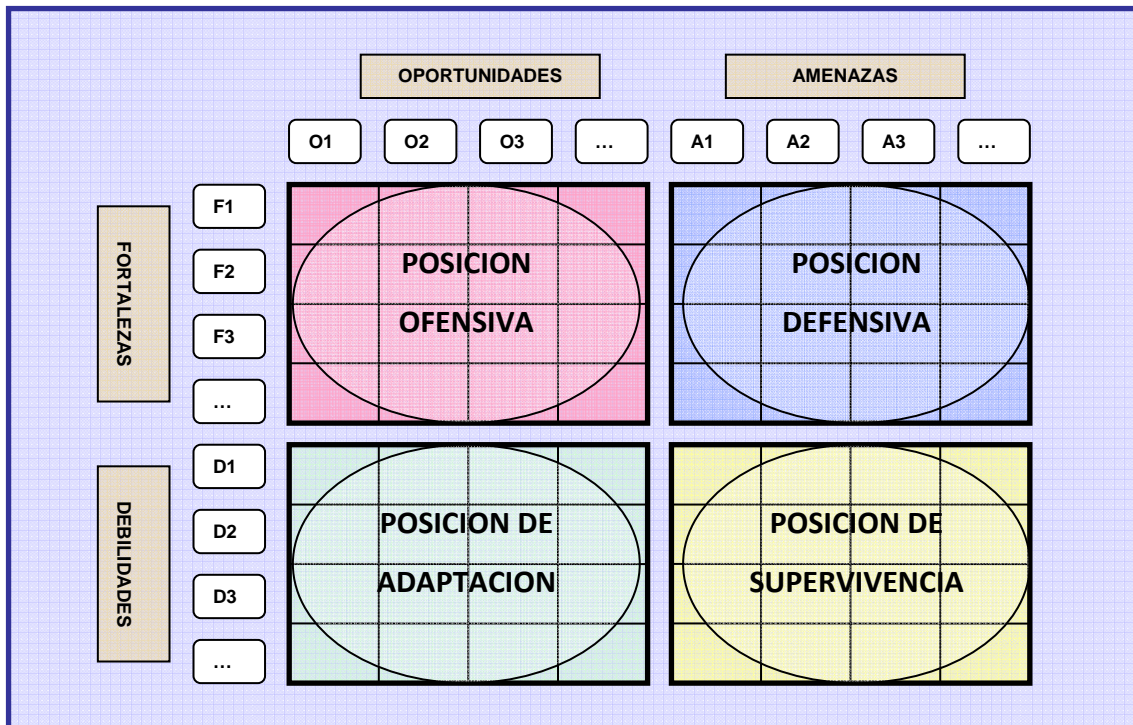 OPORTUNIDADES
AMENAZAS
O1
O2
O3
…
A1
A2
A3
…
FORTALEZAS
F1
F2
F3
…
POSICION
OFENSIVA
POSICION
DEFENSIVA
DEBILIDADES
D1
D2
D3
…
POSICION DE
ADAPTACION
POSICION DE
SUPERVIVENCIA